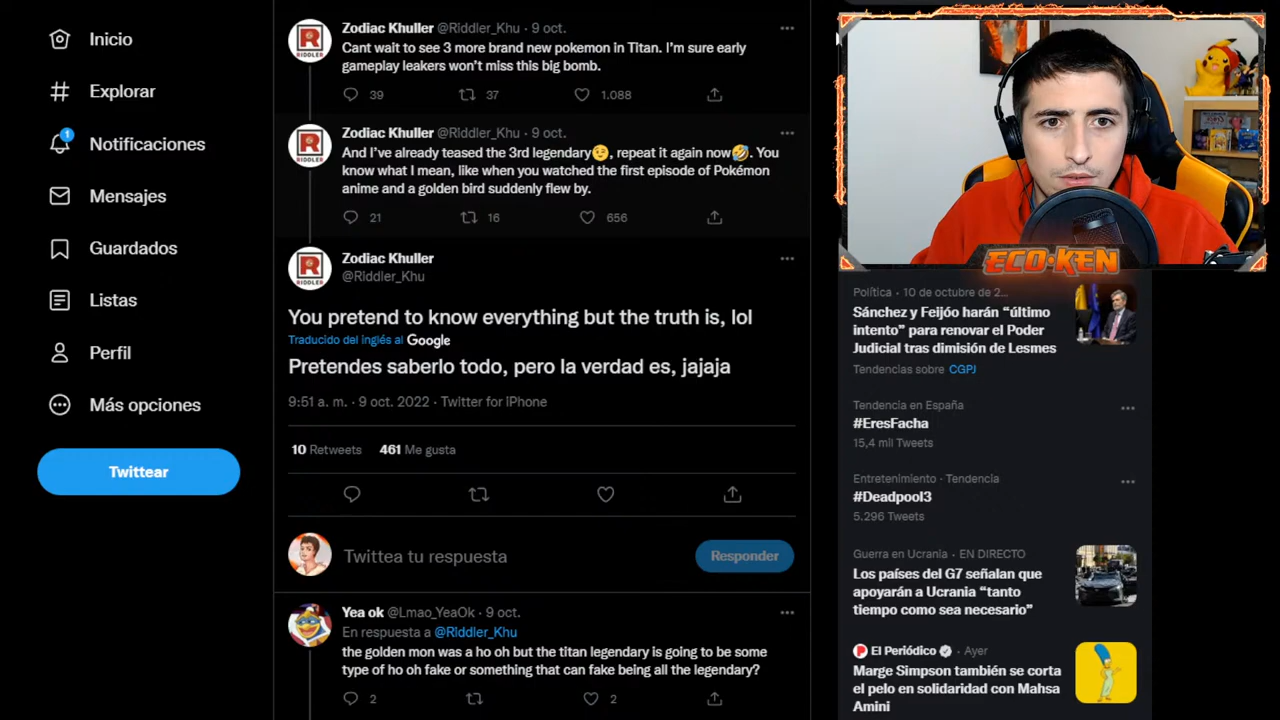 Inicio
Explorar
1
Notificaciones
Mensajes
Guardados
Listas
Perfil
Más opciones
Twittear
RIDDLER
Zodiac Khuller @RIddler_Khu · 9 oct.
Cant wait to see 3 more brand new pokemon in Titan. I'm sure early
gameplay leakers won't miss this big bomb.
39 37 1.088
RIDDLER
Zodiac Khuller @RIddler_Khu · 9 oct.
And I've already teased the 3rd legendary😉, repeat it again now🤣. You
know what I mean, like when you watched the first episode of Pokémon
anime and a golden bird suddenly flew by.
21 16 656
RIDDLER
Zodiac Khuller
@RIddler_Khu
You pretend to know everything but the truth is, lol
Traducido del inglés al Google
Pretendes saberlo todo, pero la verdad es, jajaja
9:51 a. m. · 9 oct. 2022 · Twitter for iPhone
10 Retweets 461 Me gusta
Twittea tu respuesta
Responder
Yea ok @Lmao_YeaOk · 9 oct.
En respuesta a @RIddler_Khu
the golden mon was a ho oh but the titan legendary is going to be some
type of ho oh fake or something that can fake being all the legendary?
2 2
ECO·KEN
Política · 10 de octubre de 2...
Sánchez y Feijóo harán “último
intento” para renovar el Poder
Judicial tras dimisión de Lesmes
Tendencias sobre CGPJ
Tendencia en España
#EresFacha
15,4 mil Tweets
Entretenimiento · Tendencia
#Deadpool3
5.296 Tweets
Guerra en Ucrania · EN DIRECTO
Los países del G7 señalan que
apoyarán a Ucrania “tanto
tiempo como sea necesario”
El Periódico · Ayer
Marge Simpson también se corta
el pelo en solidaridad con Mahsa
Amini